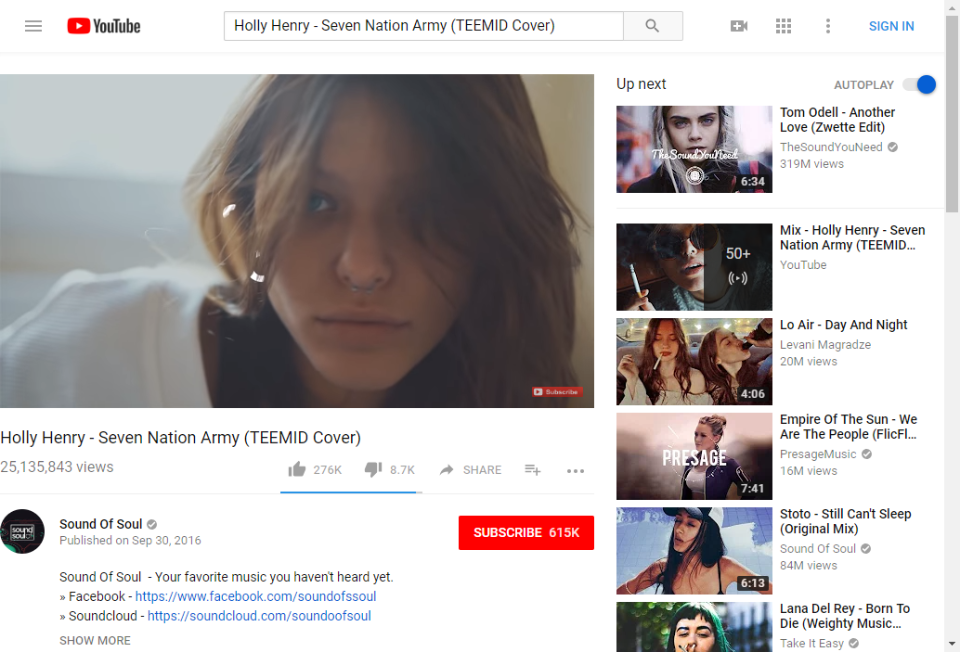 YouTube
Holly Henry - Seven Nation Army (TEEMID Cover)
SIGN IN
Subscribe
Holly Henry - Seven Nation Army (TEEMID Cover)
25,135,843 views
276K
8.7K
SHARE
Sound Of Soul
Published on Sep 30, 2016
SUBSCRIBE 615K
sound of soul
Sound Of Soul - Your favorite music you haven't heard yet.
» Facebook - https://www.facebook.com/soundofssoul
» Soundcloud - https://soundcloud.com/soundoofsoul
SHOW MORE
Up next
AUTOPLAY
TheSoundYouNeed
6:34
Tom Odell - Another
Love (Zwette Edit)
TheSoundYouNeed
319M views
50+
Mix - Holly Henry - Seven
Nation Army (TEEMID...
YouTube
4:06
Lo Air - Day And Night
Levani Magradze
20M views
PRESAGE
7:41
Empire Of The Sun - We
Are The People (FlicFl...
PresageMusic
16M views
6:13
Stoto - Still Can't Sleep
(Original Mix)
Sound Of Soul
84M views
Lana Del Rey - Born To
Die (Weighty Music...
Take It Easy